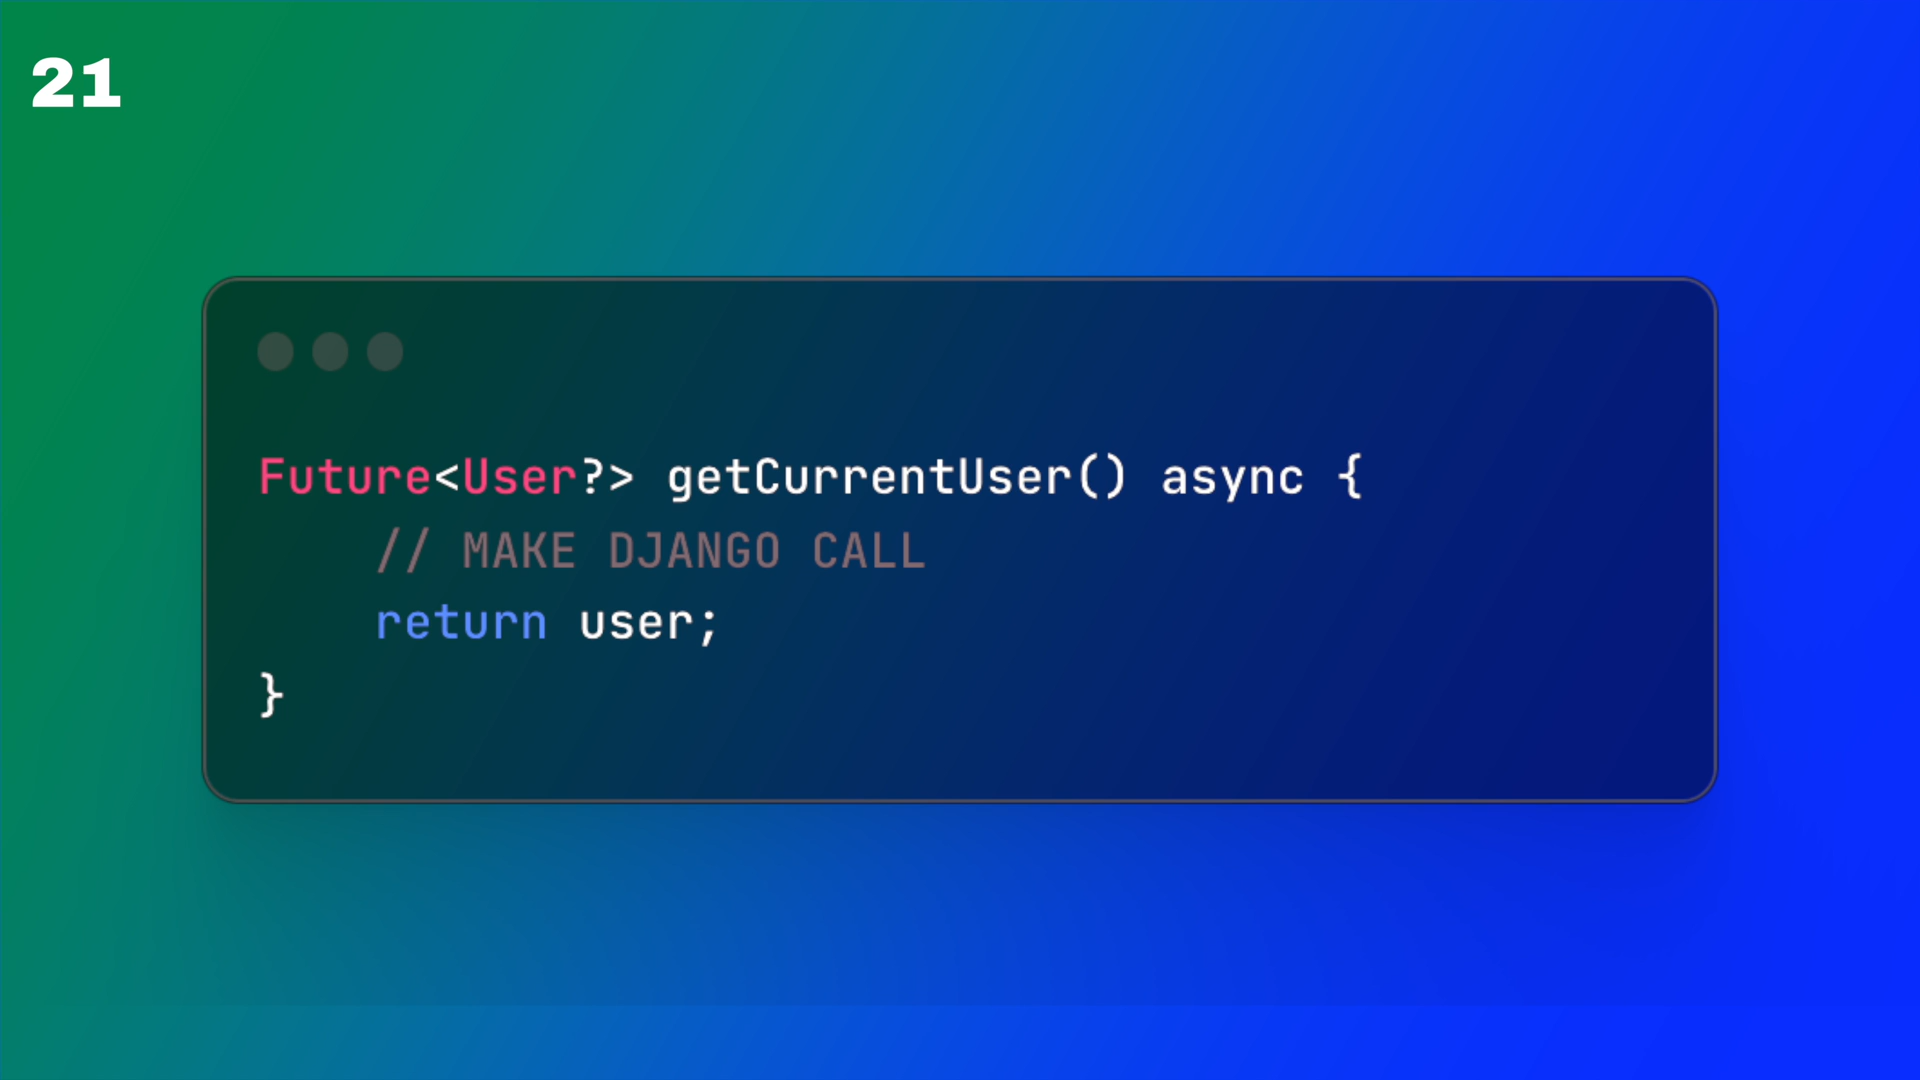 21
Future<User?> getCurrentUser() async {
// MAKE DJANGO CALL
return user;
}